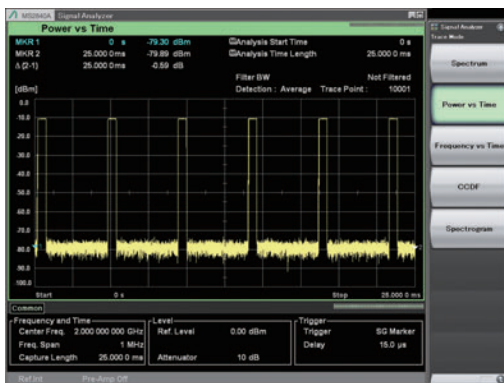 MS2840A Signal Analyzer
Power vs Time
MKR 1 0 s -79.30 dBm Analysis Start Time 0 s
MKR 2 25.000 0 ms -79.89 dBm Analysis Time Length 25.000 0 ms
Δ (2-1) 25.000 0 ms -0.59 dB
Filter BW Not Filtered
[dBm] Detection : Average Trace Point : 10001
0.0
-10.0
-20.0
-30.0
-40.0
-50.0
-60.0
-70.0
-80.0
-90.0
-100.0
1
2
Start 0 s Stop 25.000 0 ms
Common
Frequency and Time
Center Freq. 2.000 000 000 GHz
Freq. Span 1 MHz
Capture Length 25.000 0 ms
Level
Ref. Level 0.00 dBm
Attenuator 10 dB
Trigger
Trigger SG Marker
Delay 15.0 µs
Ref.Int Pre-Amp Off
Signal Analyzer
Trace Mode
Spectrum
Power vs Time
Frequency vs Time
CCDF
Spectrogram